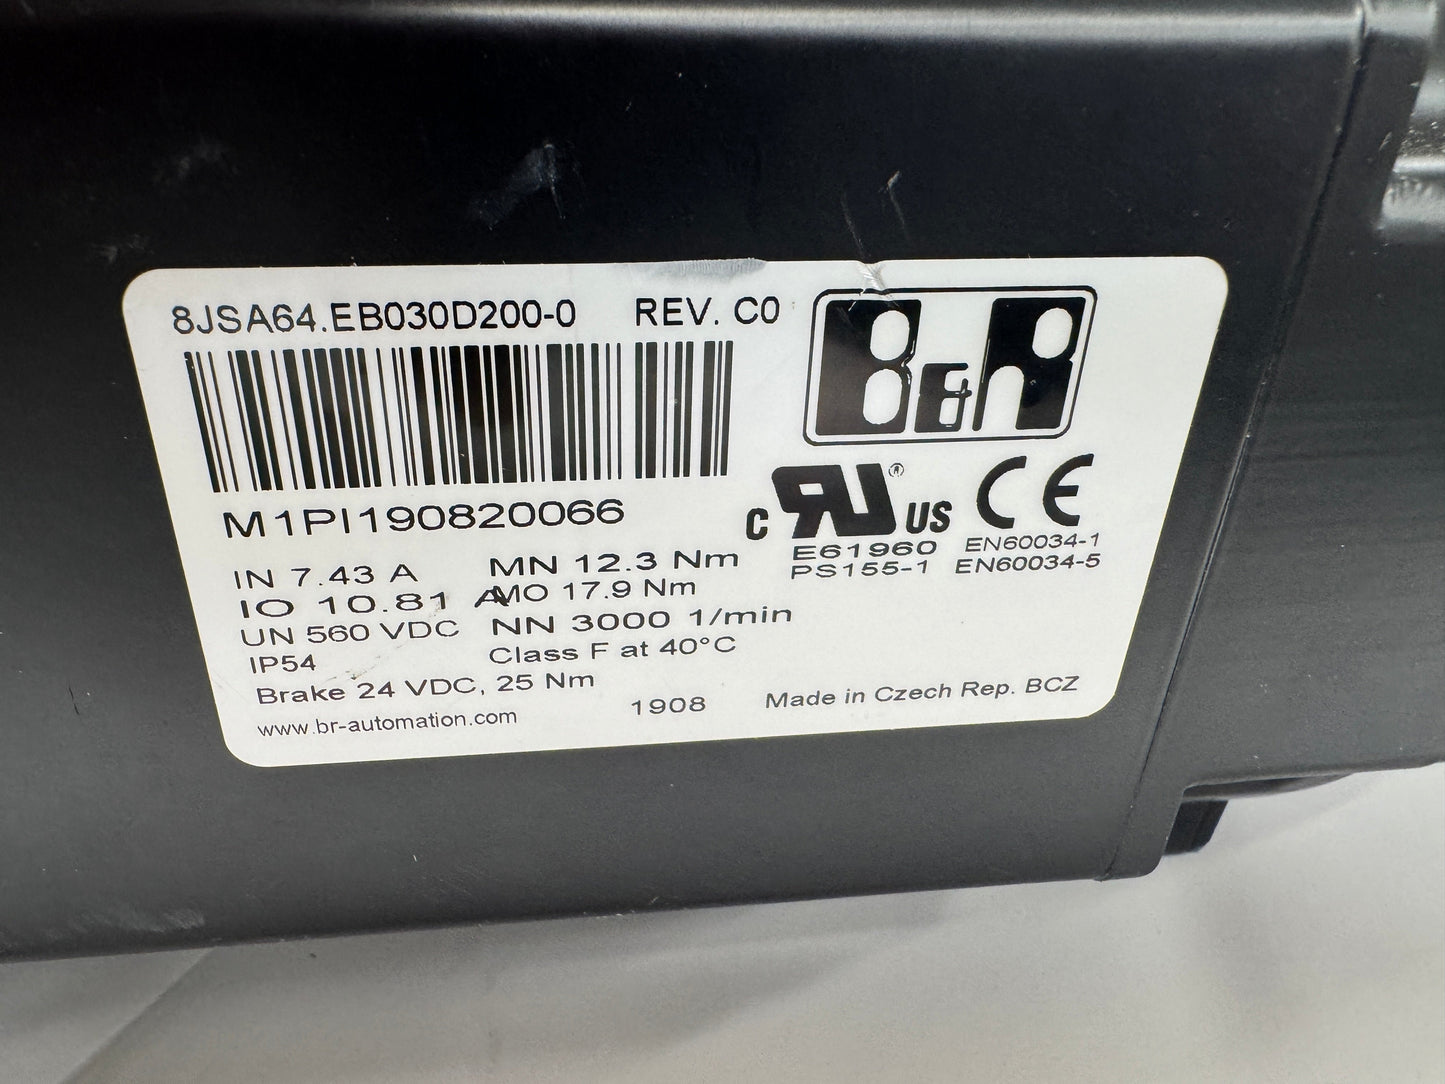 8JSA64.EB030D200-0 REV. C0
B&R
M1PI190820066
c RU ® US CE
E61960 EN60034-1
PS155-1 EN60034-5
IN 7.43 A MN 12.3 Nm
IO 10.81 A MO 17.9 Nm
UN 560 VDC NN 3000 1/min
IP54 Class F at 40°C
Brake 24 VDC, 25 Nm
www.br-automation.com 1908 Made in Czech Rep. BCZ